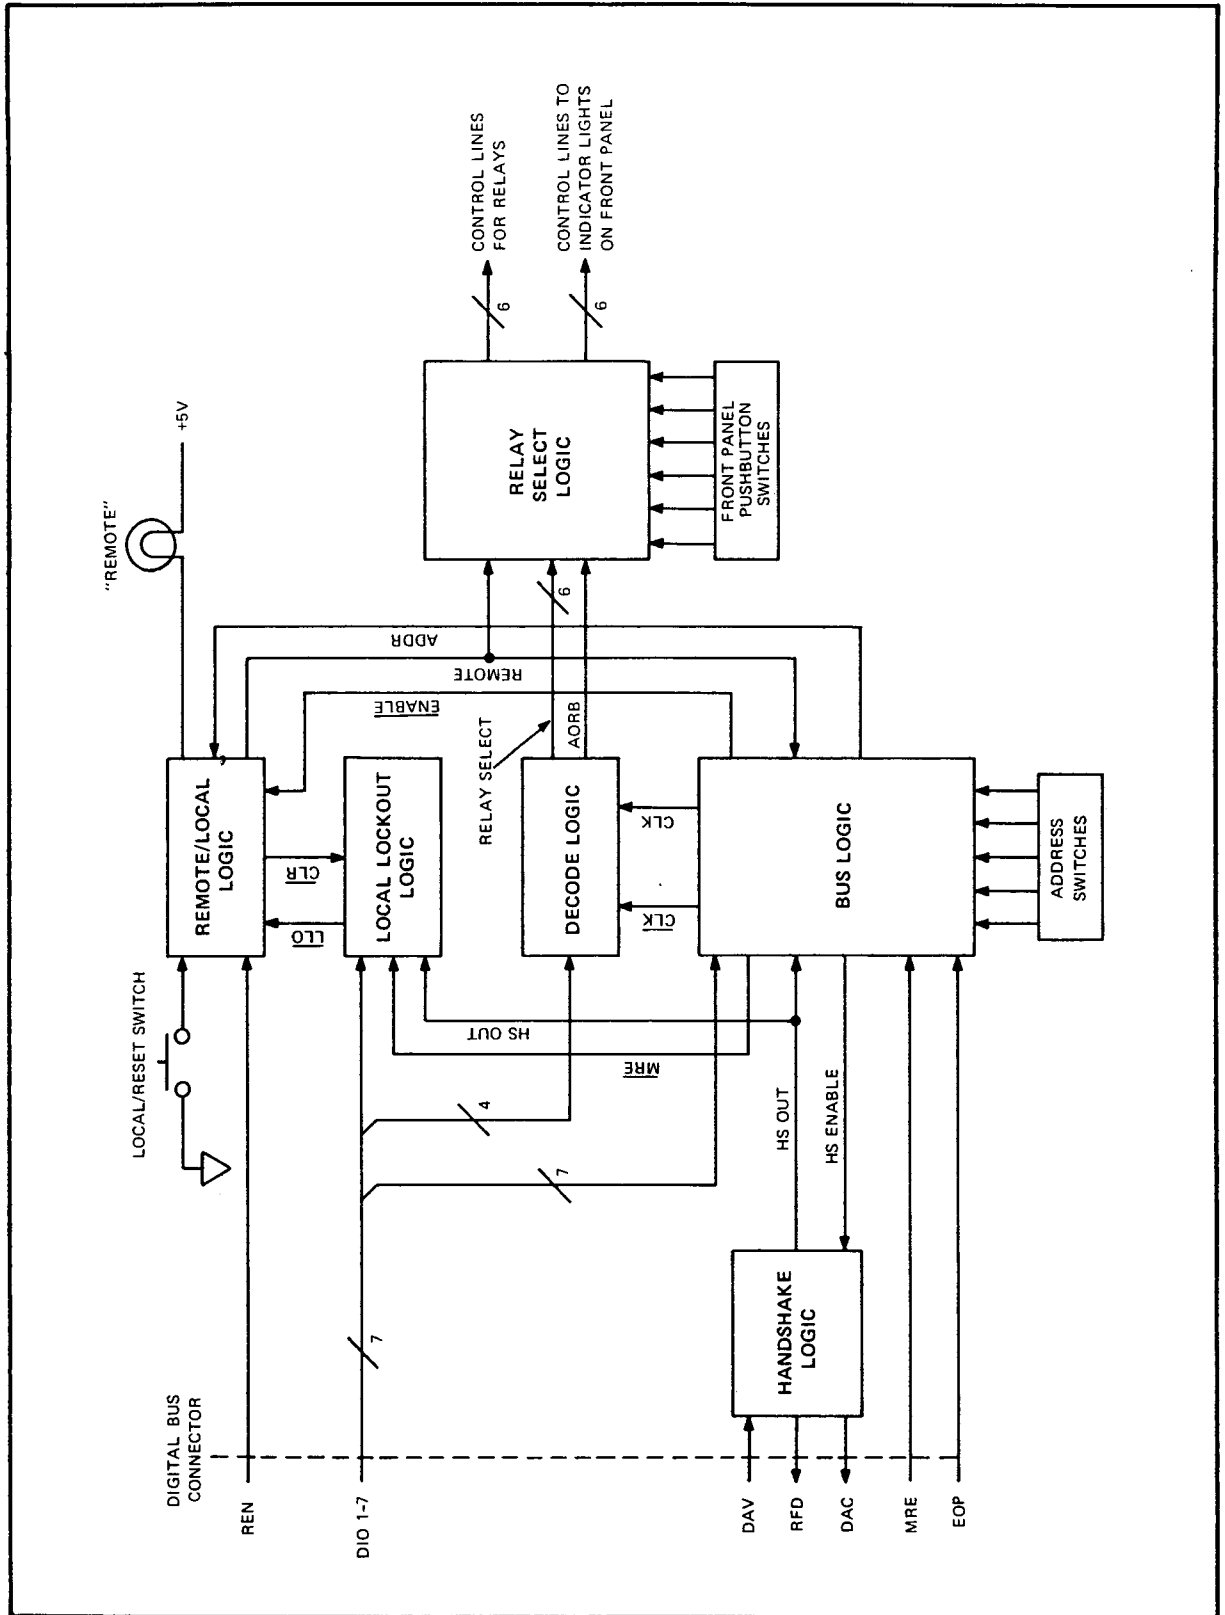 "REMOTE"
+5V
LOCAL/RESET SWITCH
REMOTE/LOCAL
LOGIC
ADDR
REMOTE
ENABLE
CLR
LLO
LOCAL LOCKOUT
LOGIC
CONTROL LINES
FOR RELAYS
6
CONTROL LINES TO
INDICATOR LIGHTS
ON FRONT PANEL
6
RELAY
SELECT
LOGIC
FRONT PANEL
PUSHBUTTON
SWITCHES
RELAY SELECT
6
AORB
DECODE LOGIC
CLK
CLK
BUS LOGIC
ADDRESS
SWITCHES
HS OUT
MRE
4
7
7
HS OUT
HS ENABLE
HANDSHAKE
LOGIC
DIGITAL BUS
CONNECTOR
REN
DIO 1-7
DAV
RFD
DAC
MRE
EOP